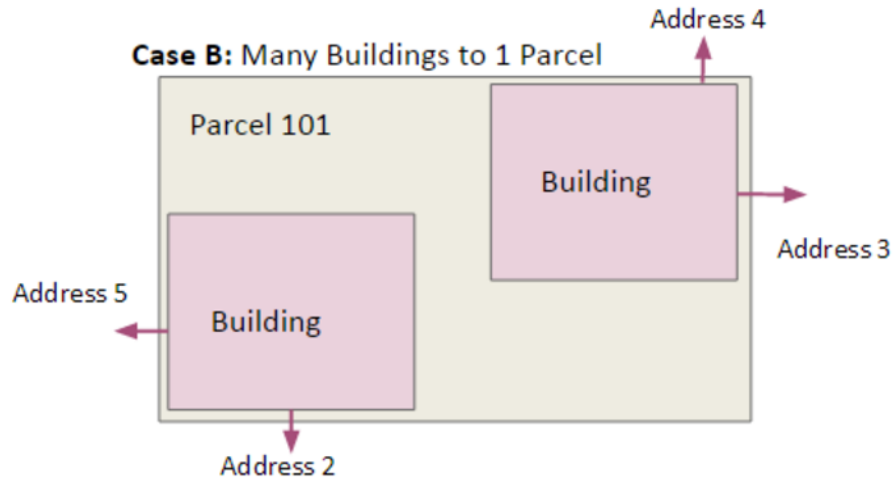 Address 4
Case B: Many Buildings to 1 Parcel
Parcel 101
Building
Address 3
Address 5
Building
Address 2